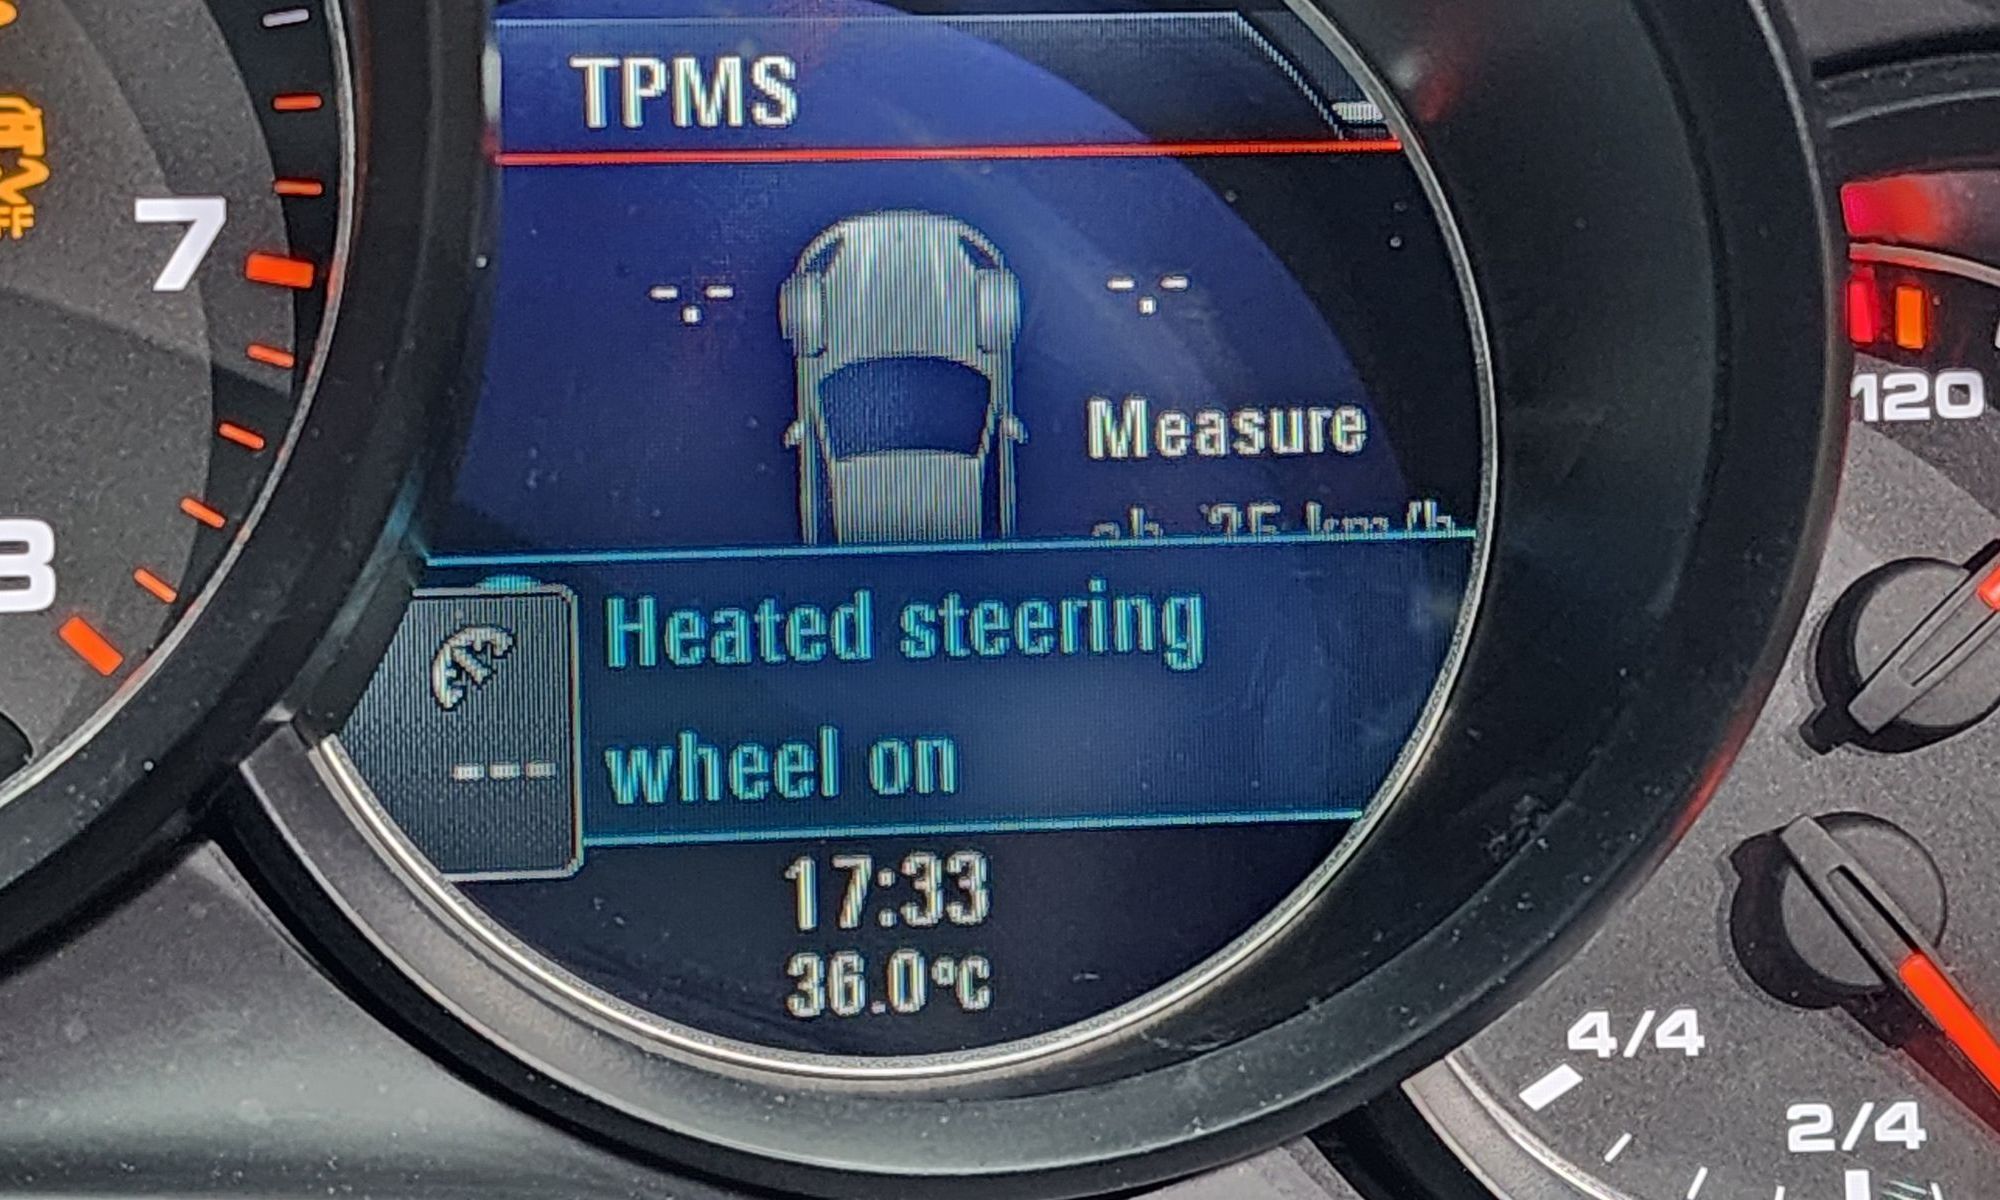 TPMS
7
-.-
-.-
Measure
120
Heated steering
wheel on
---
17:33
36.0°C
4/4
2/4